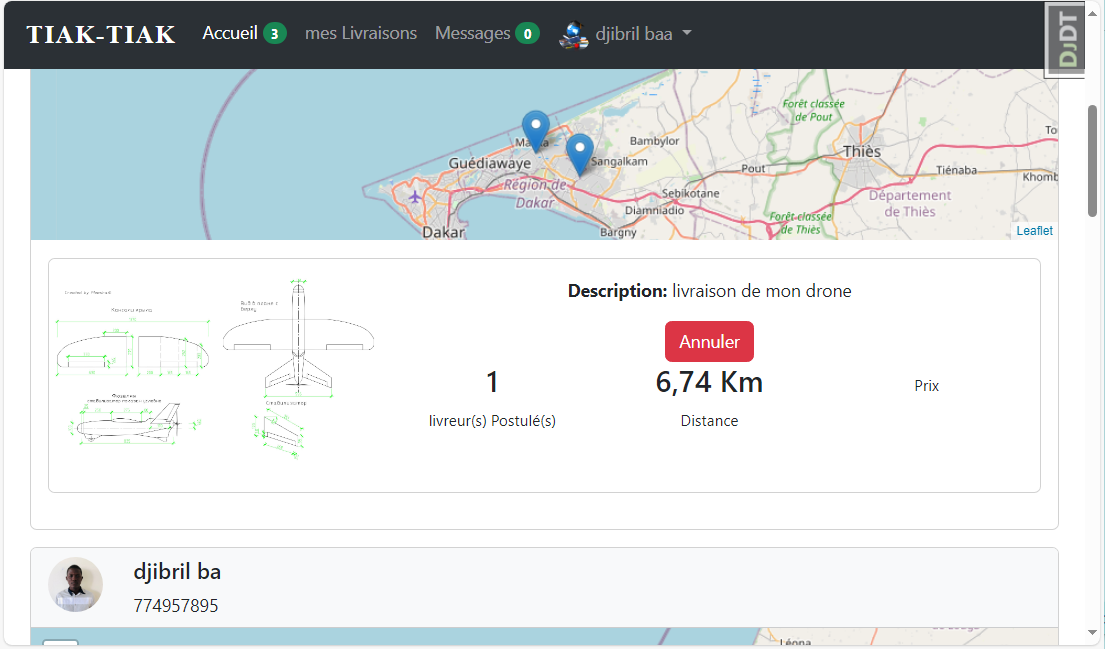 TIAK-TIAK Accueil 3 mes Livraisons Messages 0 djibril baa
DJDT
Forêt classée
de Pout
Bambylor
Thiès
Guédiawaye
Sangalkam
Pout
Tiénaba
Khomb
Région de
Dakar
Sebikotane
Département
de Thiès
Diamniadio
Forêt classée
de Thiès
Dakar
Bargny
Leaflet
Description: livraison de mon drone
Annuler
1
6,74 Km
Prix
livreur(s) Postulé(s)
Distance
djibril ba
774957895
Léona